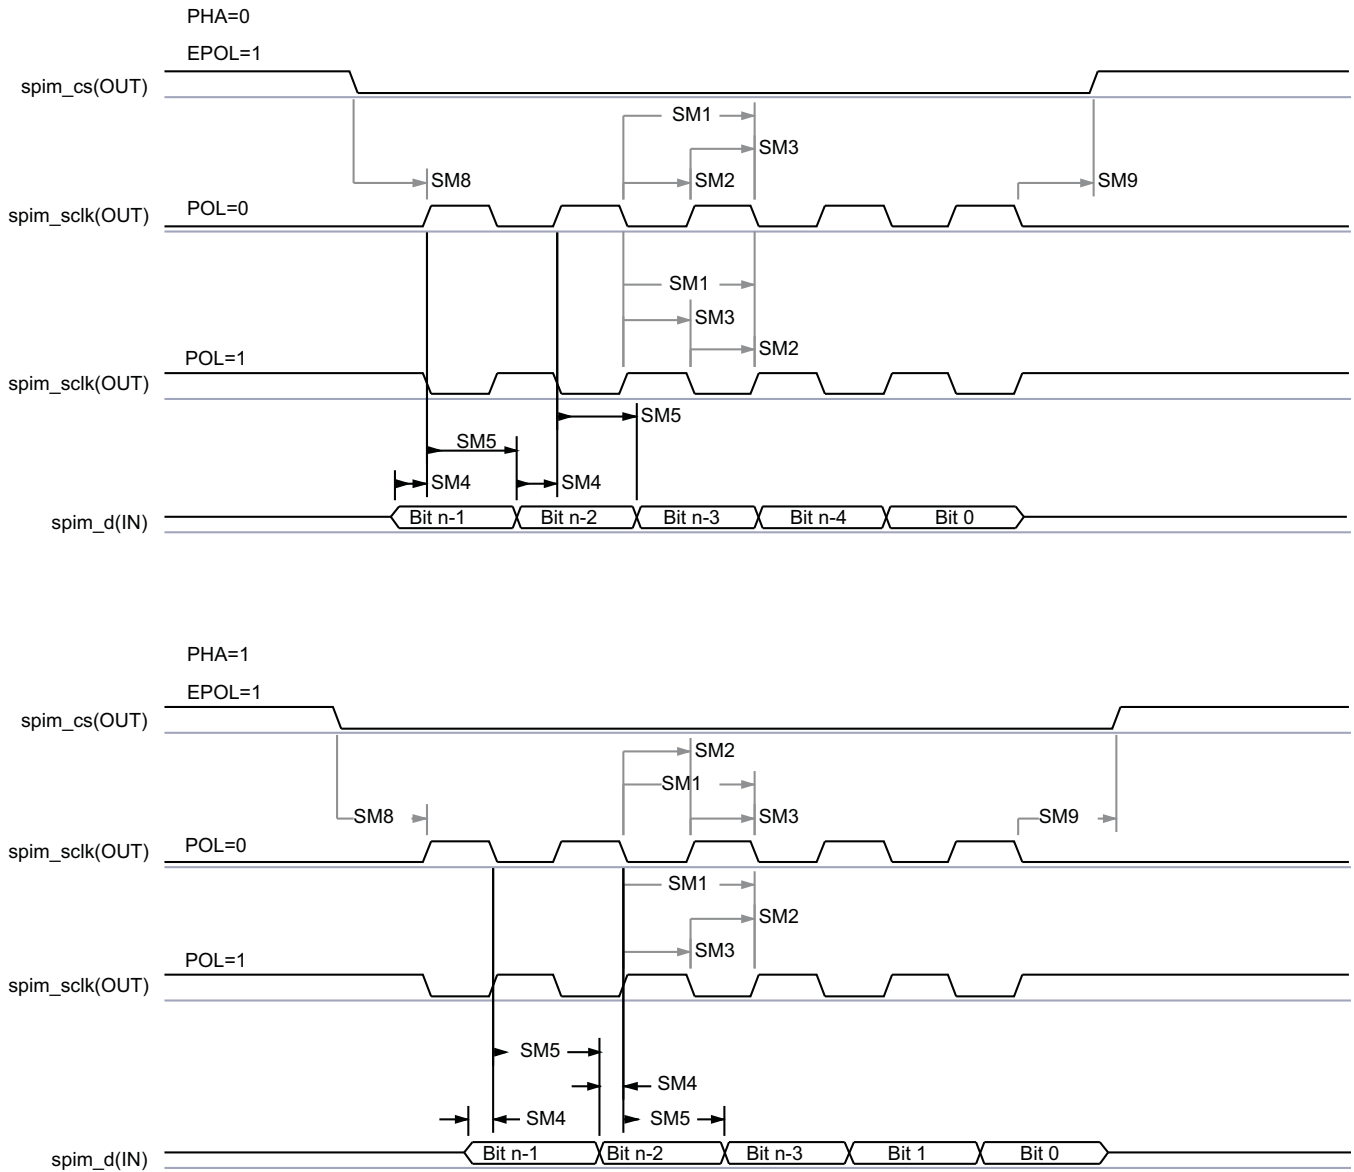 PHA=0
EPOL=1
spim_cs(OUT)
SM1
SM3
SM8
SM2
SM9
POL=0
spim_sclk(OUT)
SM1
SM3
SM2
POL=1
spim_sclk(OUT)
SM5
SM5
SM4
SM4
Bit n-1
Bit n-2
Bit n-3
Bit n-4
Bit 0
spim_d(IN)
PHA=1
EPOL=1
spim_cs(OUT)
SM2
SM1
SM8
SM3
SM9
POL=0
spim_sclk(OUT)
SM1
SM2
SM3
POL=1
spim_sclk(OUT)
SM5
SM4
SM4
SM5
Bit n-1
Bit n-2
Bit n-3
Bit 1
Bit 0
spim_d(IN)